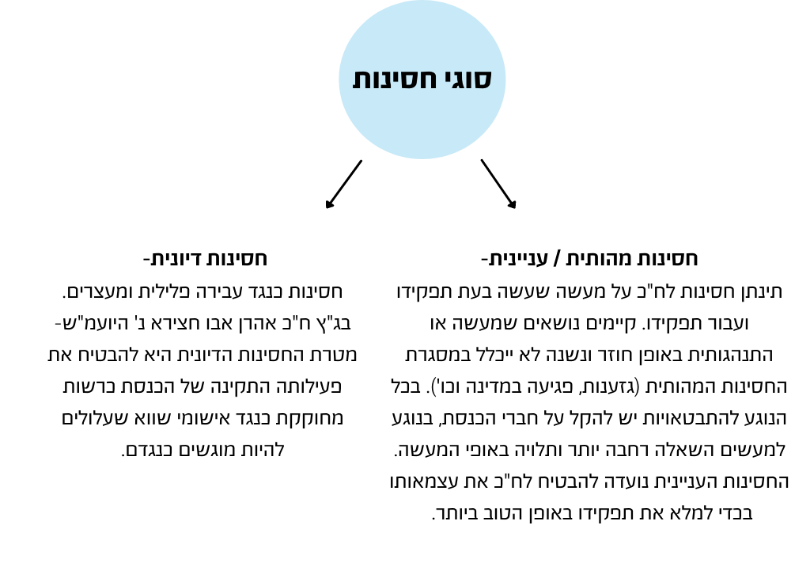 סוגי חסינות
חסינות מהותית / עניינית-
תינתן חסינות לח"כ על מעשה שעשה בעת תפקידו
ועבור תפקידו. קיימים נושאים שמעשה או
התנהגותית באופן חוזר ונשנה לא ייכלל במסגרת
החסינות המהותית (גזענות, פגיעה במדינה וכו'). בכל
הנוגע להתבטאויות יש להקל על חברי הכנסת, בנוגע
למעשים השאלה רחבה יותר ותלויה באופי המעשה.
החסינות העניינית נועדה להבטיח לח"כ את עצמאותו
בכדי למלא את תפקידו באופן הטוב ביותר.
חסינות דיונית-
חסינות כנגד עבירה פלילית ומעצרים.
בג"ץ ח"כ אהרן אבו חצירא נ' היועמ"ש-
מטרת החסינות הדיונית היא להבטיח את
פעילותה התקינה של הכנסת כרשות
מחוקקת כנגד אישומי שווא שעלולים
להיות מוגשים כנגדם.